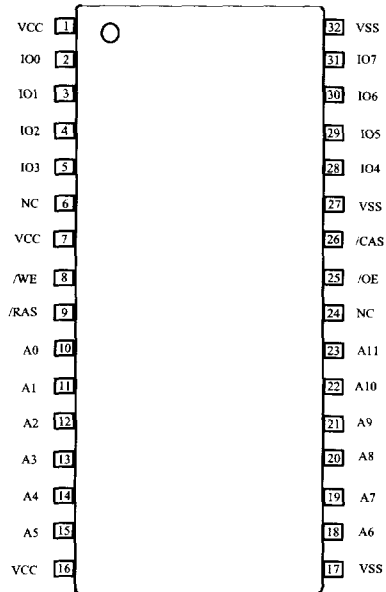 VCC 1 32 VSS
IO0 2 31 IO7
IO1 3 30 IO6
IO2 4 29 IO5
IO3 5 28 IO4
NC 6 27 VSS
VCC 7 26 /CAS
/WE 8 25 /OE
/RAS 9 24 NC
A0 10 23 A11
A1 11 22 A10
A2 12 21 A9
A3 13 20 A8
A4 14 19 A7
A5 15 18 A6
VCC 16 17 VSS